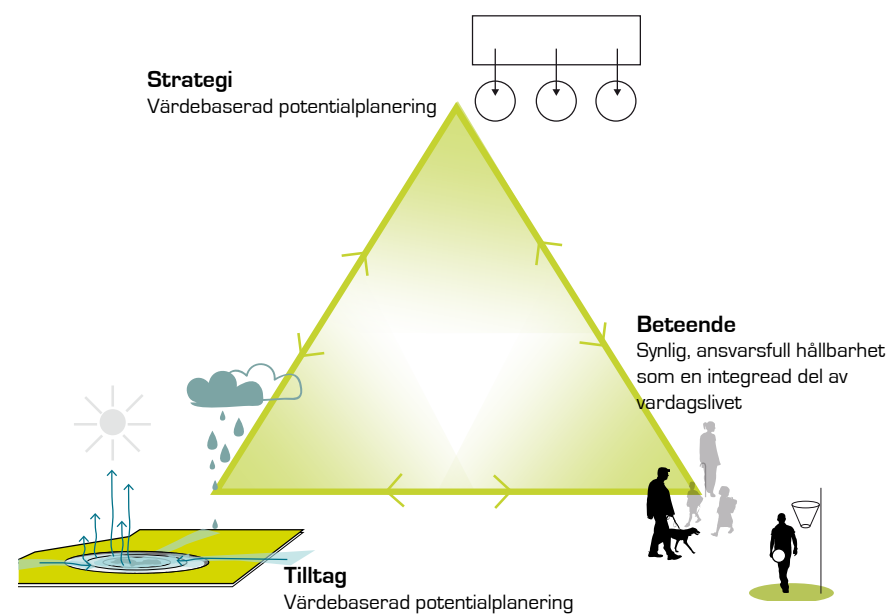 Strategi
Värdebaserad potentialplanering
Beteende
Synlig, ansvarsfull hållbarhet
som en integread del av
vardagslivet
Tilltag
Värdebaserad potentialplanering